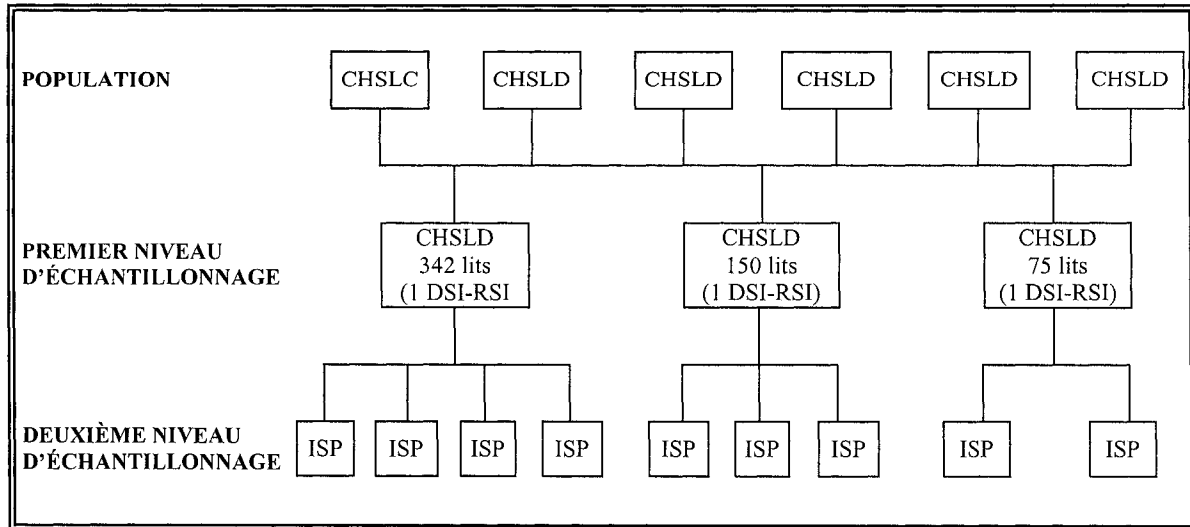 POPULATION
CHSLC CHSLD CHSLD CHSLD CHSLD CHSLD
PREMIER NIVEAU
D'ÉCHANTILLONNAGE
CHSLD
342 lits
(1 DSI-RSI
CHSLD
150 lits
(1 DSI-RSI)
CHSLD
75 lits
(1 DSI-RSI)
DEUXIÈME NIVEAU
D'ÉCHANTILLONNAGE
ISP ISP ISP ISP ISP ISP ISP ISP ISP